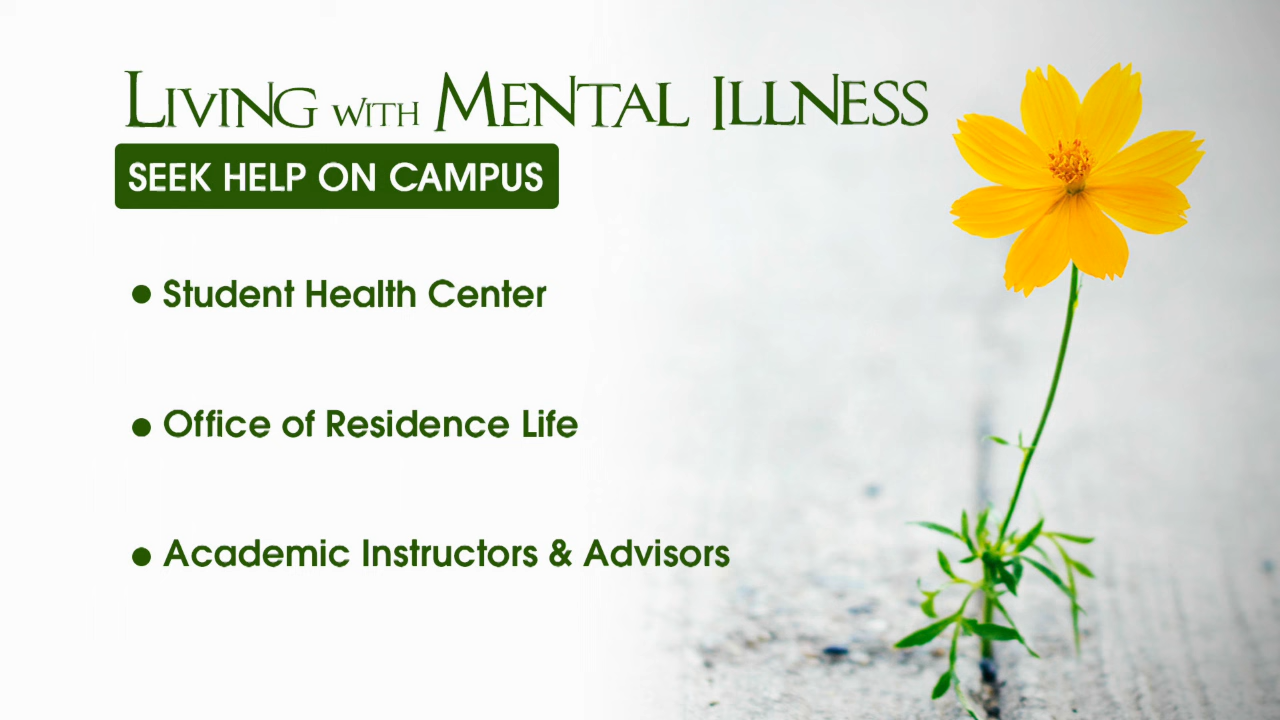 Living with Mental Illness
SEEK HELP ON CAMPUS
● Student Health Center
● Office of Residence Life
● Academic Instructors & Advisors